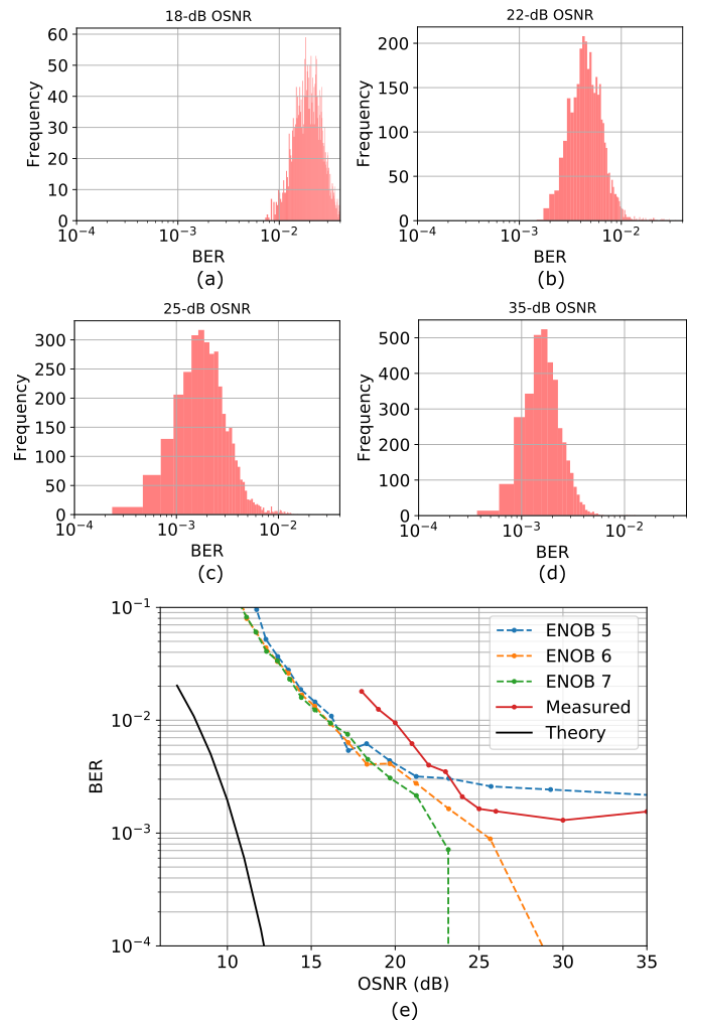 18-dB OSNR
60
50
40
30
20
10
0
Frequency
10⁻⁴ 10⁻³ 10⁻²
BER
(a)
22-dB OSNR
200
150
100
50
0
Frequency
10⁻⁴ 10⁻³ 10⁻²
BER
(b)
25-dB OSNR
300
250
200
150
100
50
0
Frequency
10⁻⁴ 10⁻³ 10⁻²
BER
(c)
35-dB OSNR
500
400
300
200
100
0
Frequency
10⁻⁴ 10⁻³ 10⁻²
BER
(d)
10⁻¹
10⁻²
10⁻³
10⁻⁴
BER
ENOB 5
ENOB 6
ENOB 7
Measured
Theory
10 15 20 25 30 35
OSNR (dB)
(e)